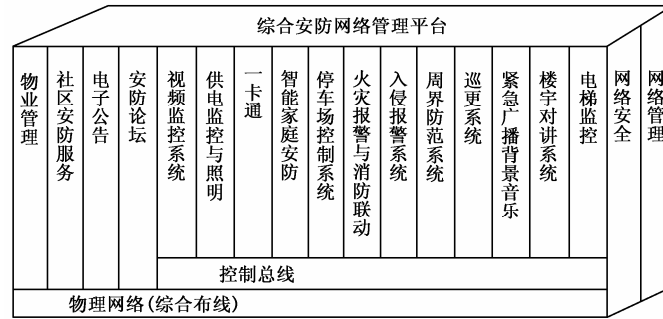 综合安防网络管理平台
物业管理
社区安防服务
电子公告
安防论坛
视频监控系统
供电监控与照明
一卡通
智能家庭安防
停车场控制系统
火灾报警与消防联动
入侵报警系统
周界防范系统
巡更系统
紧急广播背景音乐
楼宇对讲系统
电梯监控
网络安全
网络管理
控制总线
物理网络(综合布线)